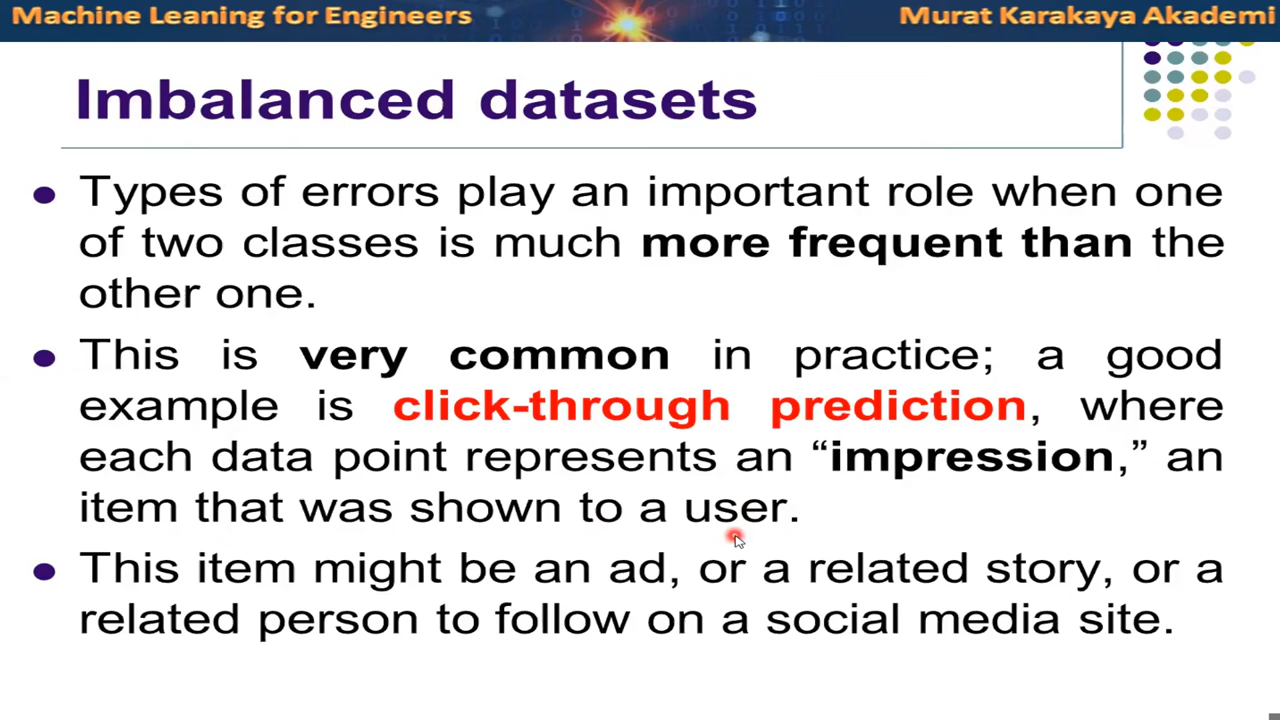 Machine Leaning for Engineers
Murat Karakaya Akademi
Imbalanced datasets
Types of errors play an important role when one
of two classes is much more frequent than the
other one.
This is very common in practice; a good
example is click-through prediction, where
each data point represents an “impression,” an
item that was shown to a user.
This item might be an ad, or a related story, or a
related person to follow on a social media site.